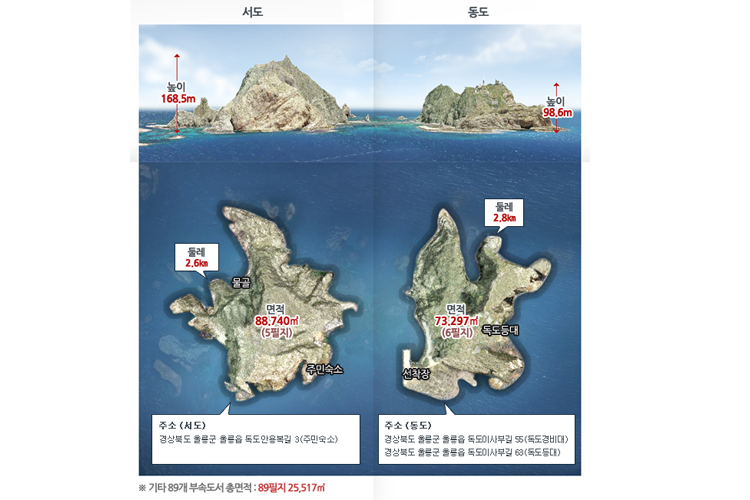 서도
동도
높이
168.5m
높이
98.6m
둘레
2.6㎞
둘레
2.8㎞
물골
면적
88.740㎡
(5필지)
주민숙소
면적
73.297㎡
(6필지)
독도등대
선착장
주소 (서도)
경상북도 울릉군 울릉읍 독도안용복길 3(주민숙소)
주소 (동도)
경상북도 울릉군 울릉읍 독도이사부길 55(독도경비대)
경상북도 울릉군 울릉읍 독도이사부길 63(독도등대)
※ 기타 89개 부속도서 총면적 : 89필지 25,517㎡